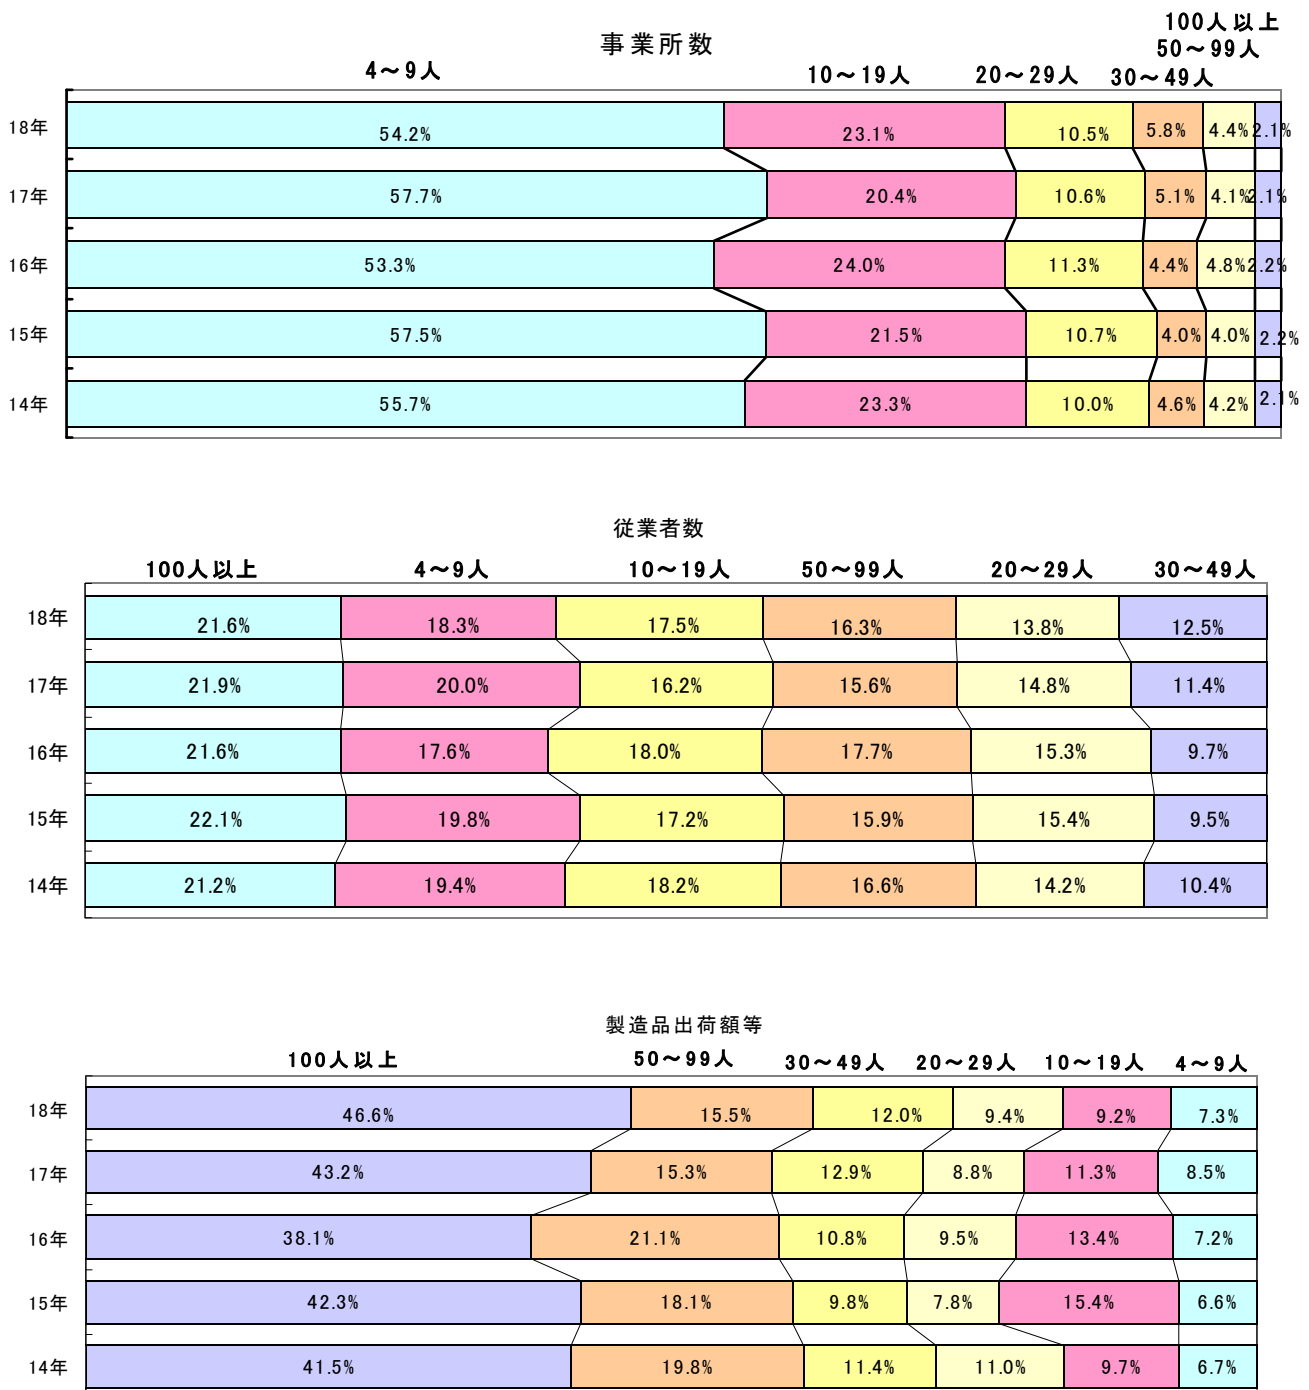 事業所数
100人以上
50～99人
4～9人 10～19人 20～29人 30～49人
18年 54.2% 23.1% 10.5% 5.8% 4.4% 2.1%
17年 57.7% 20.4% 10.6% 5.1% 4.1% 2.1%
16年 53.3% 24.0% 11.3% 4.4% 4.8% 2.2%
15年 57.5% 21.5% 10.7% 4.0% 4.0% 2.2%
14年 55.7% 23.3% 10.0% 4.6% 4.2% 2.1%
従業者数
100人以上 4～9人 10～19人 50～99人 20～29人 30～49人
18年 21.6% 18.3% 17.5% 16.3% 13.8% 12.5%
17年 21.9% 20.0% 16.2% 15.6% 14.8% 11.4%
16年 21.6% 17.6% 18.0% 17.7% 15.3% 9.7%
15年 22.1% 19.8% 17.2% 15.9% 15.4% 9.5%
14年 21.2% 19.4% 18.2% 16.6% 14.2% 10.4%
製造品出荷額等
100人以上 50～99人 30～49人 20～29人 10～19人 4～9人
18年 46.6% 15.5% 12.0% 9.4% 9.2% 7.3%
17年 43.2% 15.3% 12.9% 8.8% 11.3% 8.5%
16年 38.1% 21.1% 10.8% 9.5% 13.4% 7.2%
15年 42.3% 18.1% 9.8% 7.8% 15.4% 6.6%
14年 41.5% 19.8% 11.4% 11.0% 9.7% 6.7%